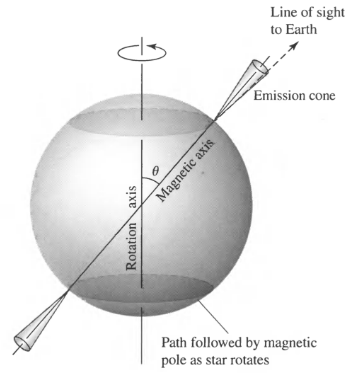 Line of sight
to Earth
Emission cone
θ
Magnetic axis
Rotation axis
Path followed by magnetic
pole as star rotates